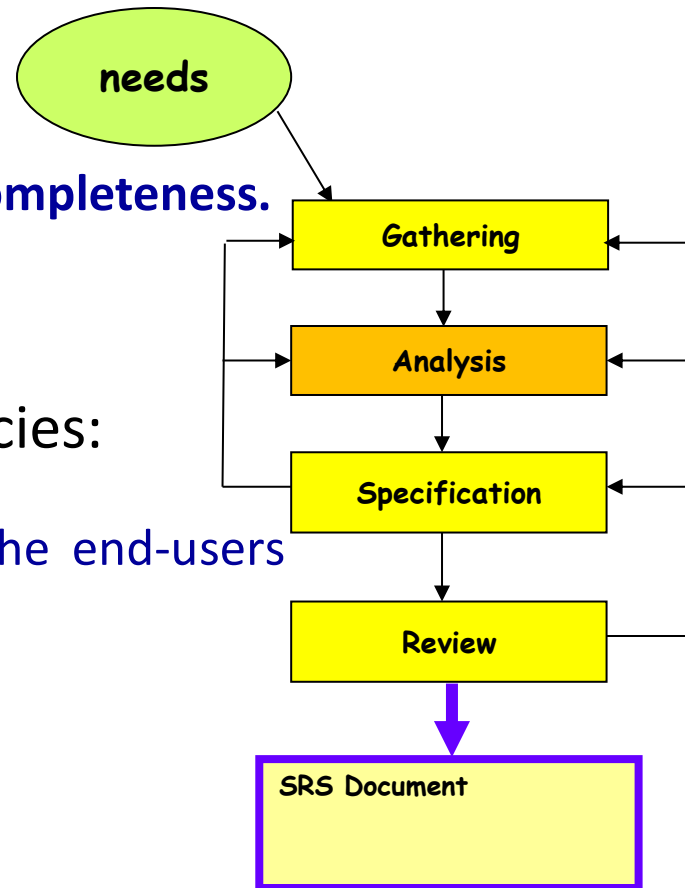 needs
ompleteness.
Gathering
Analysis
cies:
Specification
he end-users
Review
SRS Document